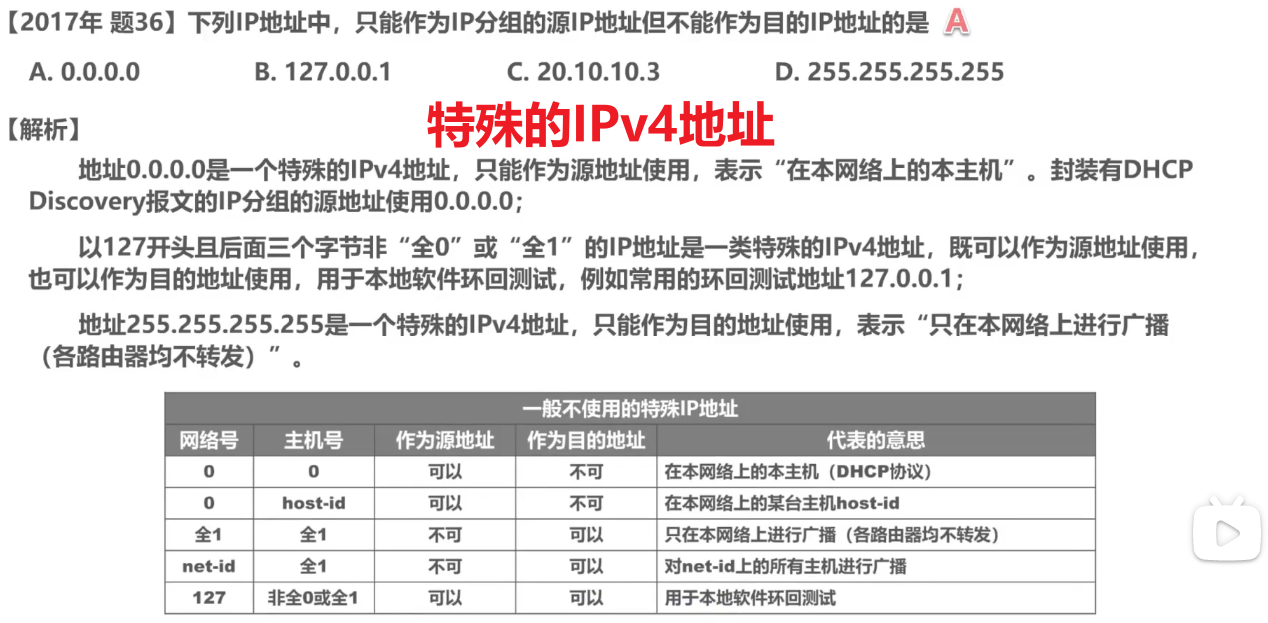 【2017年 题36】下列IP地址中，只能作为IP分组的源IP地址但不能作为目的IP地址的是 A
A. 0.0.0.0 B. 127.0.0.1 C. 20.10.10.3 D. 255.255.255.255
特殊的IPv4地址
【解析】
地址0.0.0.0是一个特殊的IPv4地址，只能作为源地址使用，表示“在本网络上的本主机”。封装有DHCP
Discovery报文的IP分组的源地址使用0.0.0.0；
以127开头且后面三个字节非“全0”或“全1”的IP地址是一类特殊的IPv4地址，既可以作为源地址使用，
也可以作为目的地址使用，用于本地软件环回测试，例如常用的环回测试地址127.0.0.1；
地址255.255.255.255是一个特殊的IPv4地址，只能作为目的地址使用，表示“只在本网络上进行广播
（各路由器均不转发）”。
一般不使用的特殊IP地址
网络号 主机号 作为源地址 作为目的地址 代表的意思
0 0 可以 不可 在本网络上的本主机（DHCP协议）
0 host-id 可以 不可 在本网络上的某台主机host-id
全1 全1 不可 可以 只在本网络上进行广播（各路由器均不转发）
net-id 全1 不可 可以 对net-id上的所有主机进行广播
127 非全0或全1 可以 可以 用于本地软件环回测试